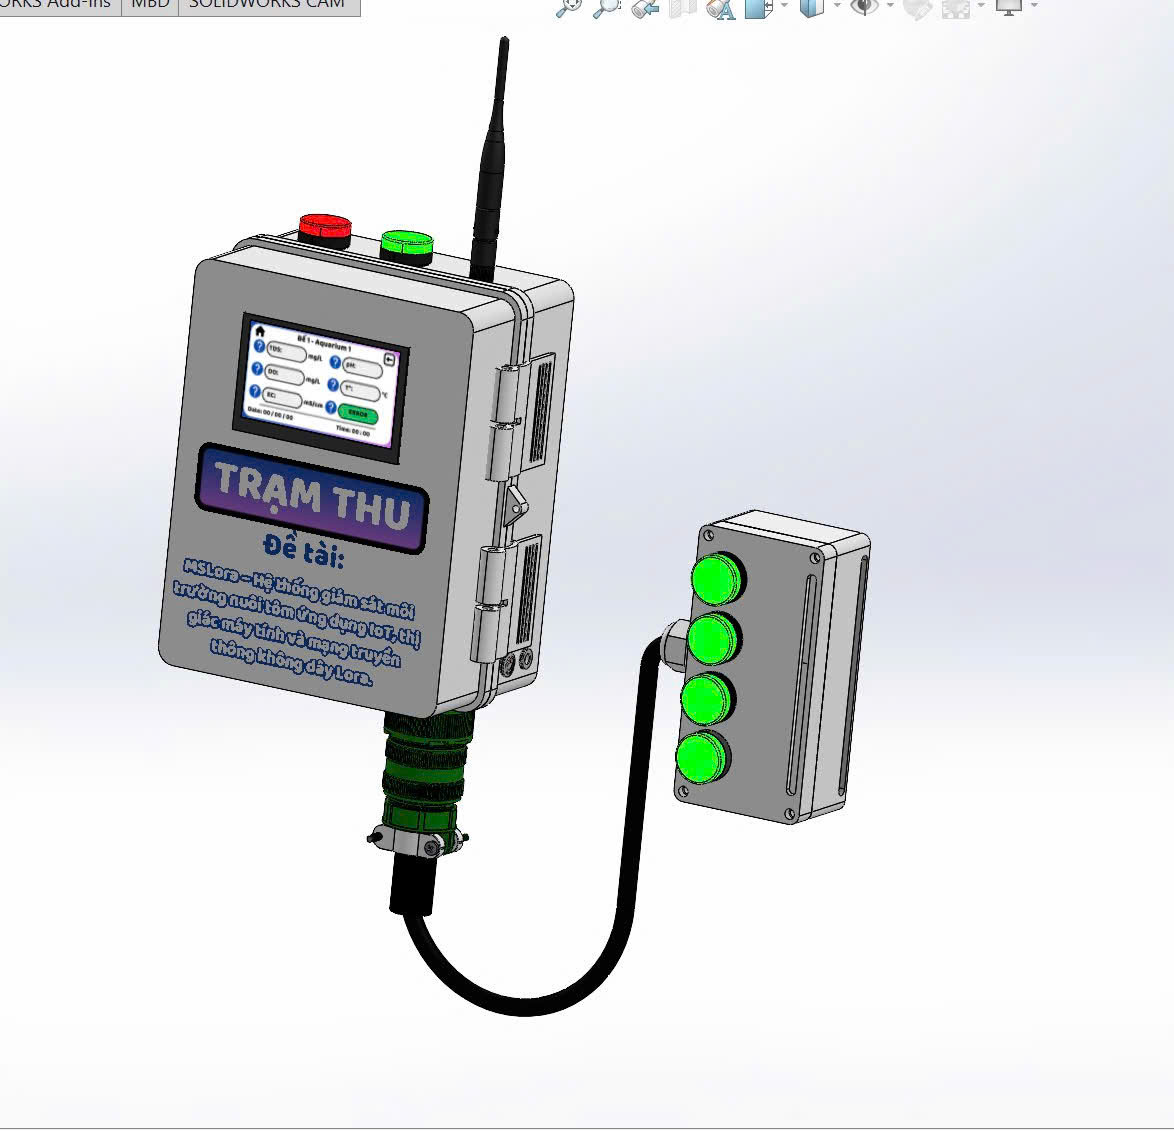 ORKS Add-Ins MBD SOLIDWORKS CAM
BỂ 1 - Aquarium 1
TDS: mg/L pH:
DO: mg/L T°: °C
EC: mS/cm ERROR
Date: 00 / 00 / 00
Time: 00 : 00
TRẠM THU
Đề tài:
MSLora – Hệ thống giám sát môi
trường nuôi tôm ứng dụng IoT, thị
giác máy tính và mạng truyền
thông không dây Lora.